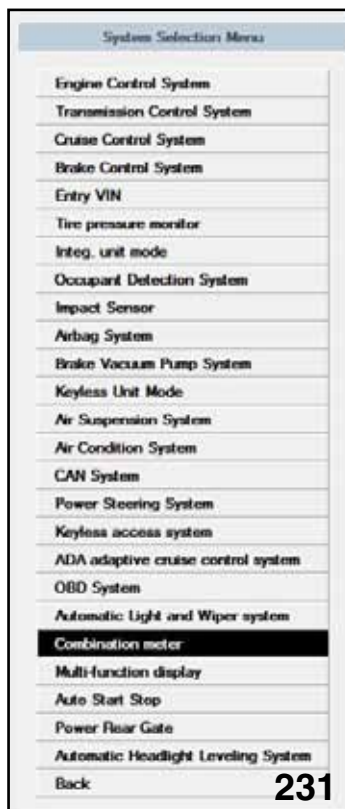 System Selection Menu
Engine Control System
Transmission Control System
Cruise Control System
Brake Control System
Entry VIN
Tire pressure monitor
Integ. unit mode
Occupant Detection System
Impact Sensor
Airbag System
Brake Vacuum Pump System
Keyless Unit Mode
Air Suspension System
Air Condition System
CAN System
Power Steering System
Keyless access system
ADA adaptive cruise control system
OBD System
Automatic Light and Wiper system
Combination meter
Multi-function display
Auto Start Stop
Power Rear Gate
Automatic Headlight Leveling System
Back
231